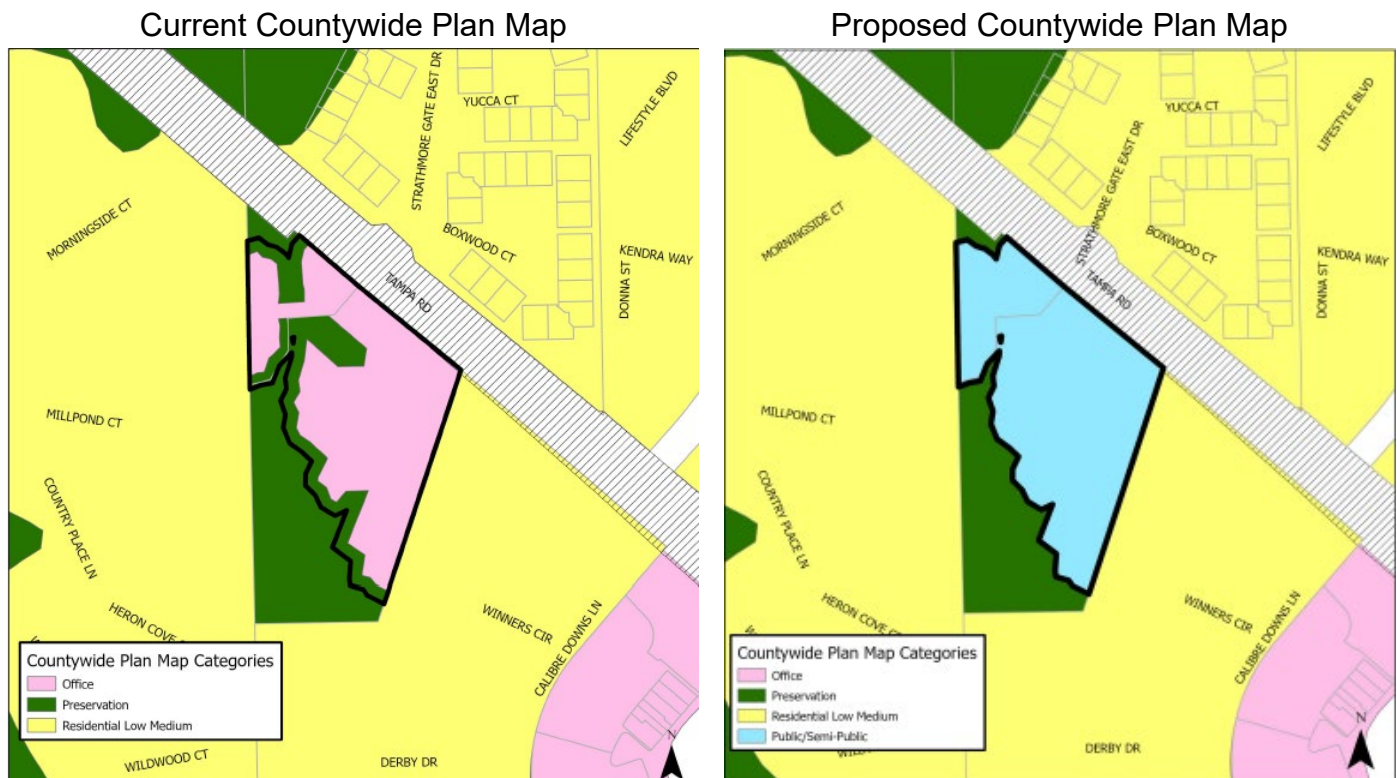 Current Countywide Plan Map
YUCCA CT
LIFESTYLE BLVD
STRATHMORE GATE EAST DR
MORNINGSIDE CT
BOXWOOD CT
KENDRA WAY
TAMPA RD
DONNA ST
MILLPOND CT
COUNTRY PLACE LN
HERON COVE
WINNERS CIR
CALIBRE DOWNS LN
Countywide Plan Map Categories
Office
Preservation
Residential Low Medium
N
WILDWOOD CT
DERBY DR
Proposed Countywide Plan Map
YUCCA CT
LIFESTYLE BLVD
STRATHMORE GATE EAST DR
MORNINGSIDE CT
BOXWOOD CT
KENDRA WAY
TAMPA RD
DONNA ST
MILLPOND CT
COUNTRY PLACE LN
HERON COVE CT
WINNERS CIR
CALIBRE DOWNS LN
Countywide Plan Map Categories
Office
Preservation
Residential Low Medium
Public/Semi-Public
N
DERBY DR